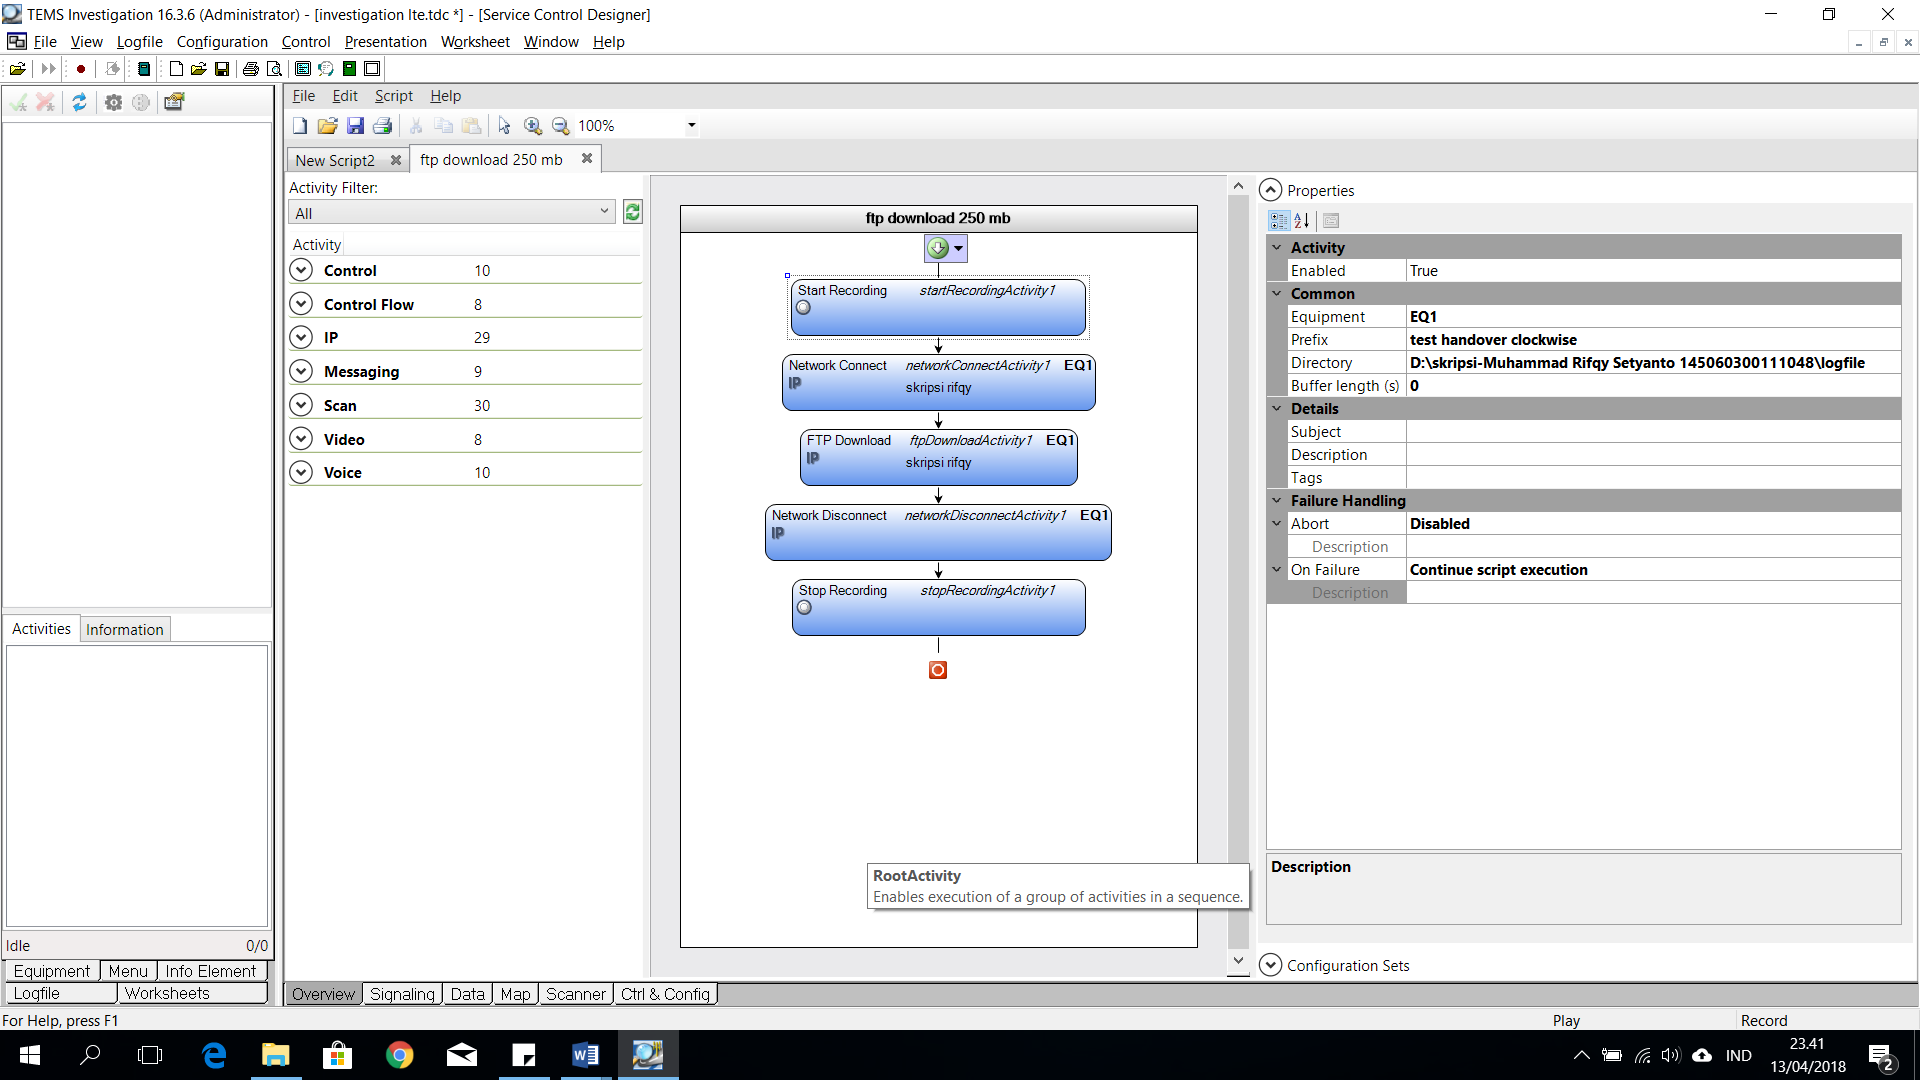 TEMS Investigation 16.3.6 (Administrator) - [investigation lte.tdc *] - [Service Control Designer]
File View Logfile Configuration Control Presentation Worksheet Window Help
File Edit Script Help
100%
New Script2
ftp download 250 mb
Activity Filter:
All
Activity
Control 10
Control Flow 8
IP 29
Messaging 9
Scan 30
Video 8
Voice 10
ftp download 250 mb
Start Recording startRecordingActivity1
Network Connect networkConnectActivity1 EQ1
IP skripsi rifqy
FTP Download ftpDownloadActivity1 EQ1
IP skripsi rifqy
Network Disconnect networkDisconnectActivity1 EQ1
IP
Stop Recording stopRecordingActivity1
RootActivity
Enables execution of a group of activities in a sequence.
Properties
Activity
Enabled True
Common
Equipment EQ1
Prefix test handover clockwise
Directory D:\skripsi-Muhammad Rifqy Setyanto 145060300111048\logfile
Buffer length (s) 0
Details
Subject
Description
Tags
Failure Handling
Abort Disabled
Description
On Failure Continue script execution
Description
Description
Configuration Sets
Activities Information
Idle 0/0
Equipment Menu Info Element
Logfile Worksheets
Overview Signaling Data Map Scanner Ctrl & Config
For Help, press F1
Play Record
IND
23.41
13/04/2018
2